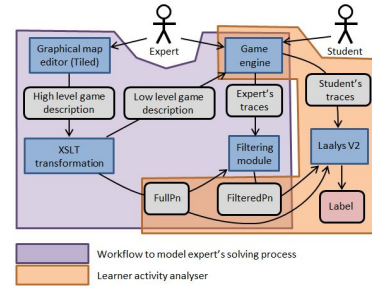 Expert
Student
Graphical map
editor (Tiled)
Game
engine
High level game
description
Low level game
description
Expert's
traces
Student's
traces
XSLT
transformation
Filtering
module
Laalys V2
FullPn
FilteredPn
Label
Workflow to model expert's solving process
Learner activity analyser